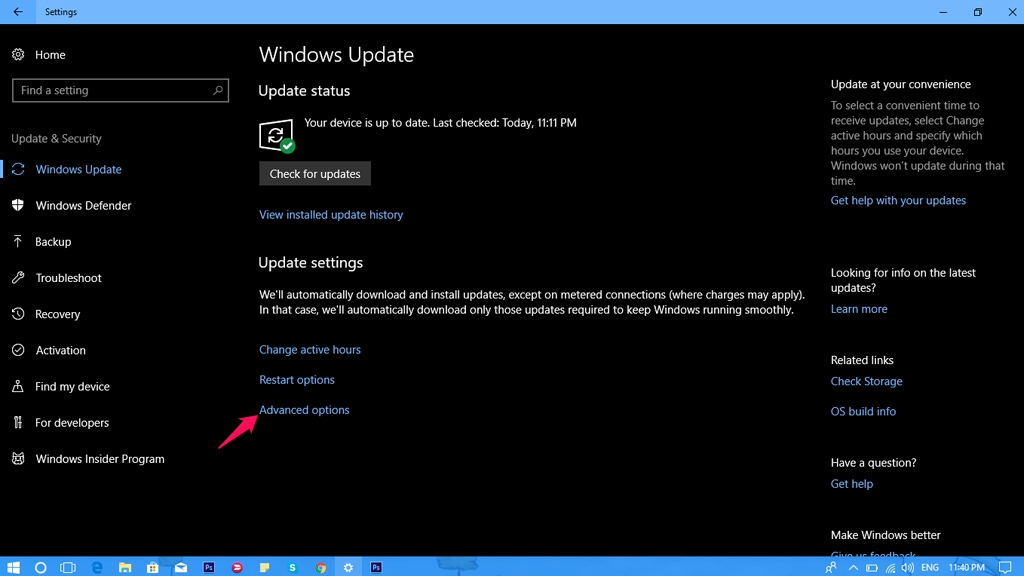 Settings
Home
Find a setting
Update & Security
Windows Update
Windows Defender
Backup
Troubleshoot
Recovery
Activation
Find my device
For developers
Windows Insider Program
Windows Update
Update status
Your device is up to date. Last checked: Today, 11:11 PM
Check for updates
View installed update history
Update settings
We'll automatically download and install updates, except on metered connections (where charges may apply).
In that case, we'll automatically download only those updates required to keep Windows running smoothly.
Change active hours
Restart options
Advanced options
Update at your convenience
To select a convenient time to
receive updates, select Change
active hours and specify which
hours you use your device.
Windows won't update during that
time.
Get help with your updates
Looking for info on the latest
updates?
Learn more
Related links
Check Storage
OS build info
Have a question?
Get help
Make Windows better
Give us feedback
Ps
S
Ps
ENG
11:40 PM